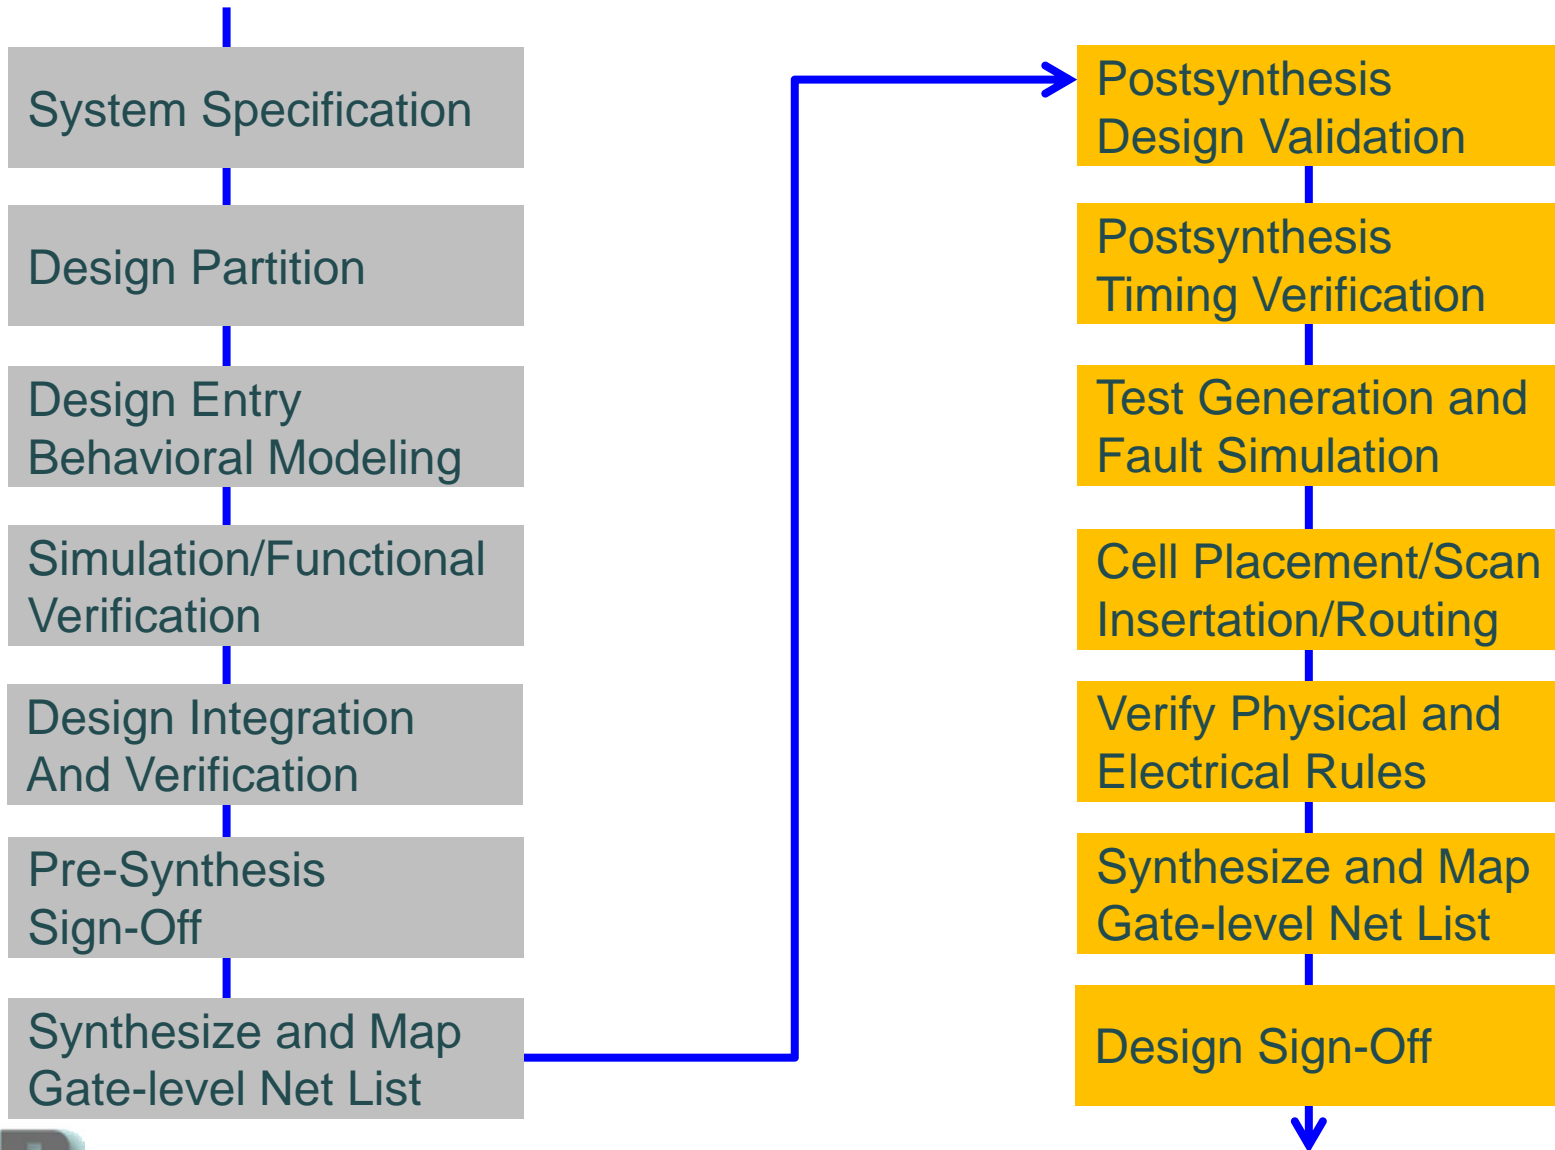 System Specification
Design Partition
Design Entry
Behavioral Modeling
Simulation/Functional
Verification
Design Integration
And Verification
Pre-Synthesis
Sign-Off
Synthesize and Map
Gate-level Net List
Postsynthesis
Design Validation
Postsynthesis
Timing Verification
Test Generation and
Fault Simulation
Cell Placement/Scan
Insertation/Routing
Verify Physical and
Electrical Rules
Synthesize and Map
Gate-level Net List
Design Sign-Off